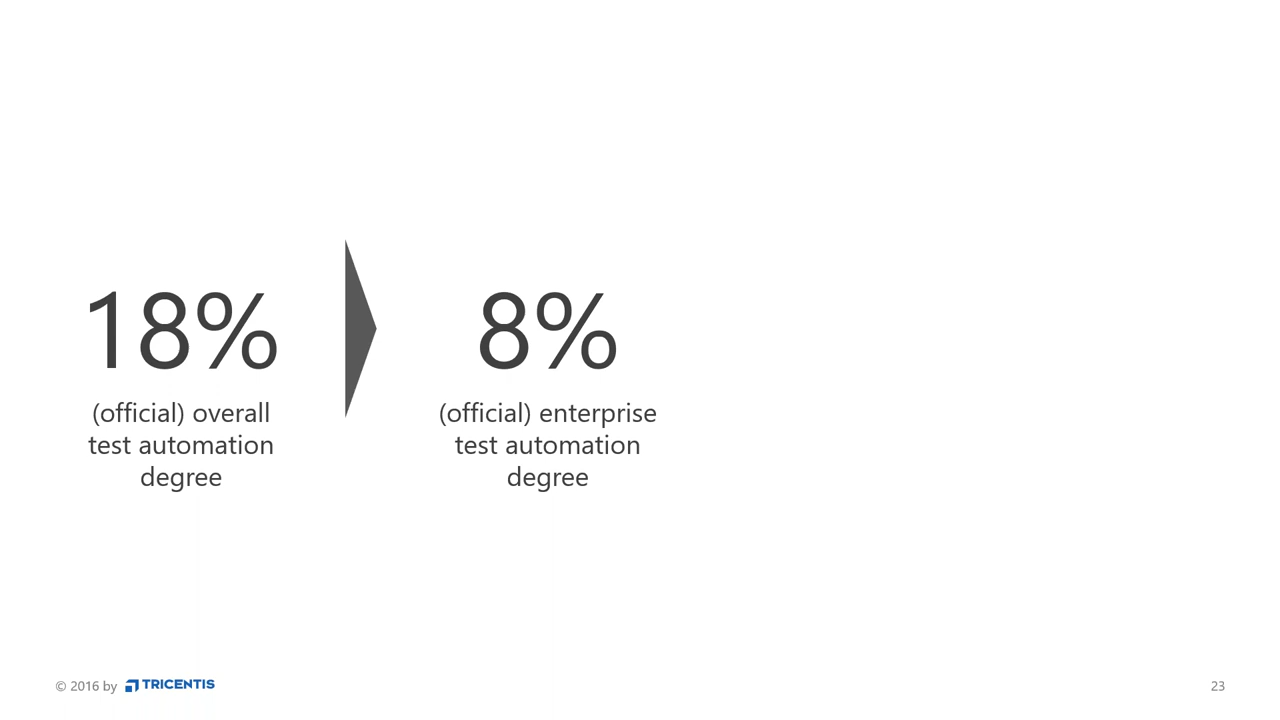 18%
(official) overall
test automation
degree
8%
(official) enterprise
test automation
degree
© 2016 by TRICENTIS
23